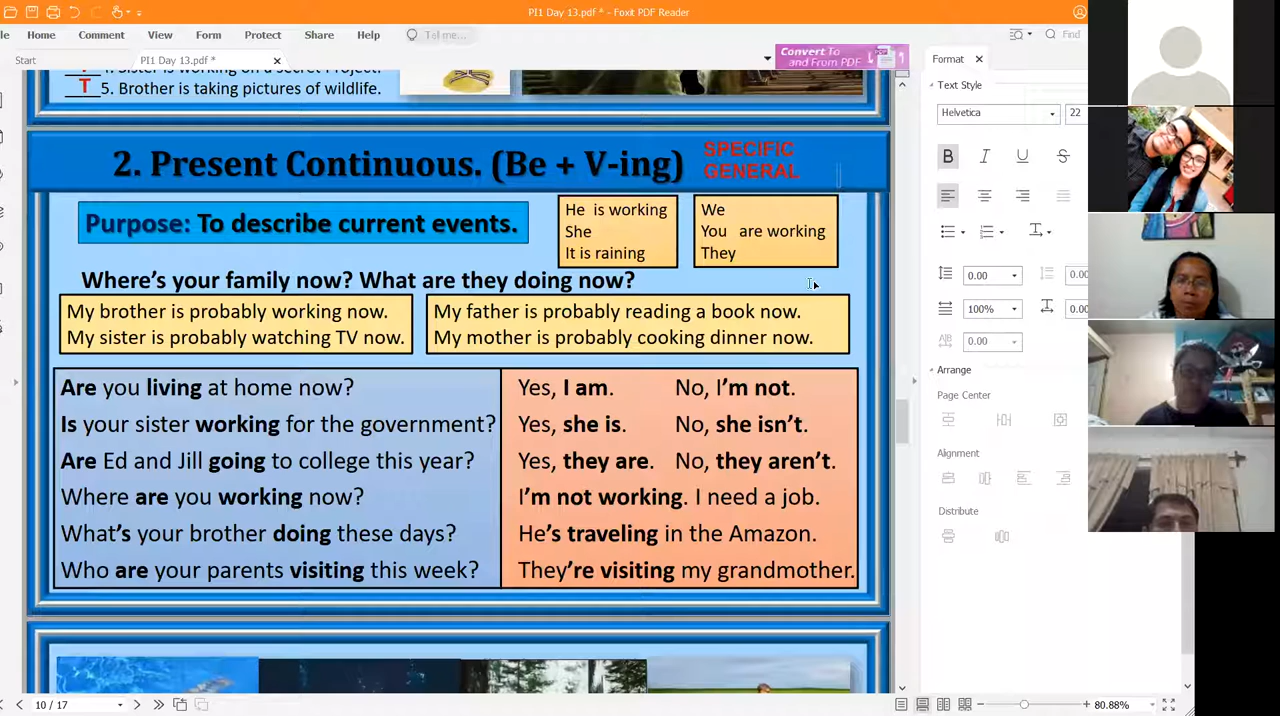 PI1 Day 13.pdf * - Foxit PDF Reader
le Home Comment View Form Protect Share Help Tell me... Find
Start PI1 Day 13.pdf * Convert To and From PDF
4. Sister is working on a Secret Project.
T 5. Brother is taking pictures of wildlife.
2. Present Continuous. (Be + V-ing) SPECIFIC
GENERAL
Purpose: To describe current events.
He is working
She
It is raining
We
You are working
They
Where's your family now? What are they doing now?
My brother is probably working now.
My sister is probably watching TV now.
My father is probably reading a book now.
My mother is probably cooking dinner now.
Are you living at home now? Yes, I am. No, I'm not.
Is your sister working for the government? Yes, she is. No, she isn't.
Are Ed and Jill going to college this year? Yes, they are. No, they aren't.
Where are you working now? I'm not working. I need a job.
What's your brother doing these days? He's traveling in the Amazon.
Who are your parents visiting this week? They're visiting my grandmother.
Format
Text Style
Helvetica 22
B I U S
0.00 0.00
100% 0.00
0.00
Arrange
Page Center
Alignment
Distribute
10 / 17 80.88%